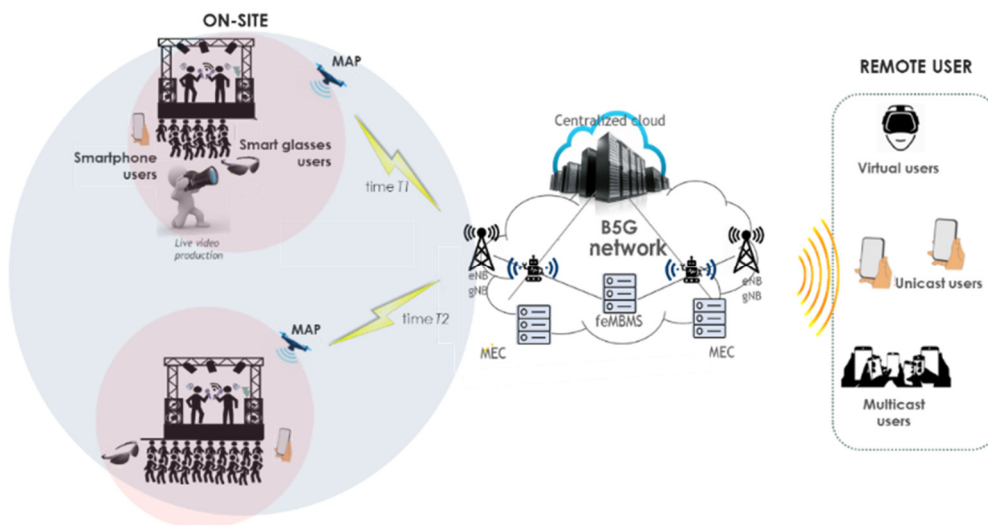 ON-SITE
MAP
Smartphone
users
Smart glasses
users
Live video
production
time T1
MAP
time T2
Centralized cloud
B5G
network
eNB
gNB
eNB
gNB
feMBMS
MEC
MEC
REMOTE USER
Virtual users
Unicast users
Multicast
users